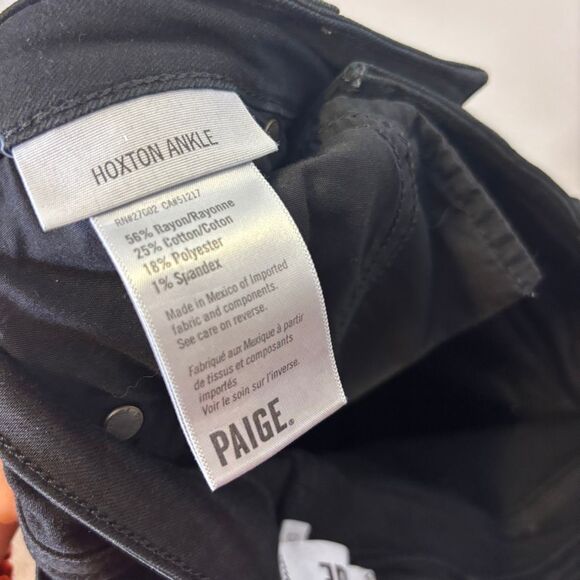 HOXTON ANKLE
RN#27002 CA#51217
56% Rayon/Rayonne
25% Cotton/Coton
18% Polyester
1% Spandex
Made in Mexico of Imported
fabric and components.
See care on reverse.
Fabriqué aux Mexique à partir
de tissus et composants
importés
Voir le soin sur l'inverse.
PAIGE®